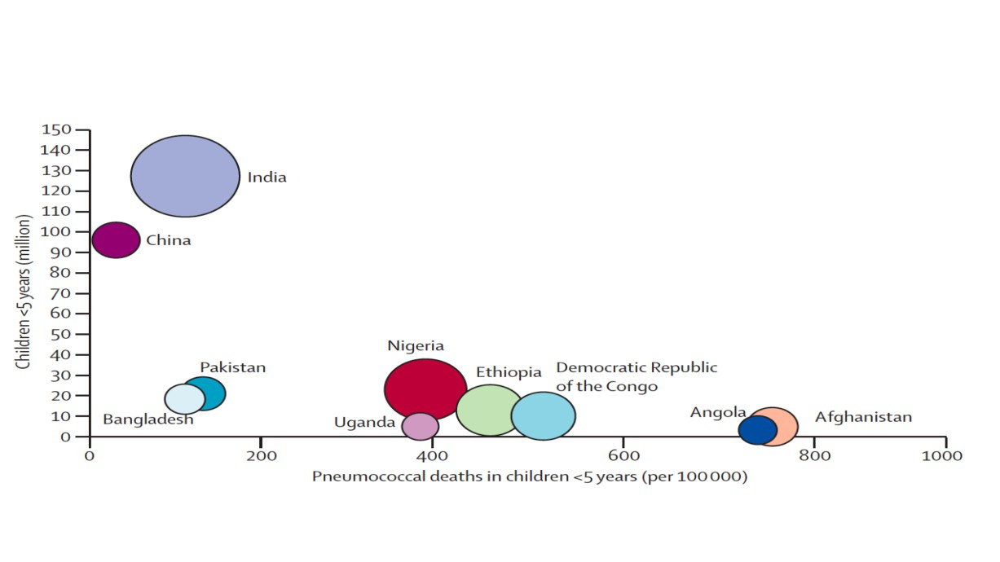 150
140
130
120
110
100
90
80
70
60
50
40
30
20
10
0
Children <5 years (million)
India
China
Pakistan
Bangladesh
Nigeria
Uganda
Ethiopia
Democratic Republic
of the Congo
Angola
Afghanistan
0 200 400 600 800 1000
Pneumococcal deaths in children <5 years (per 100 000)